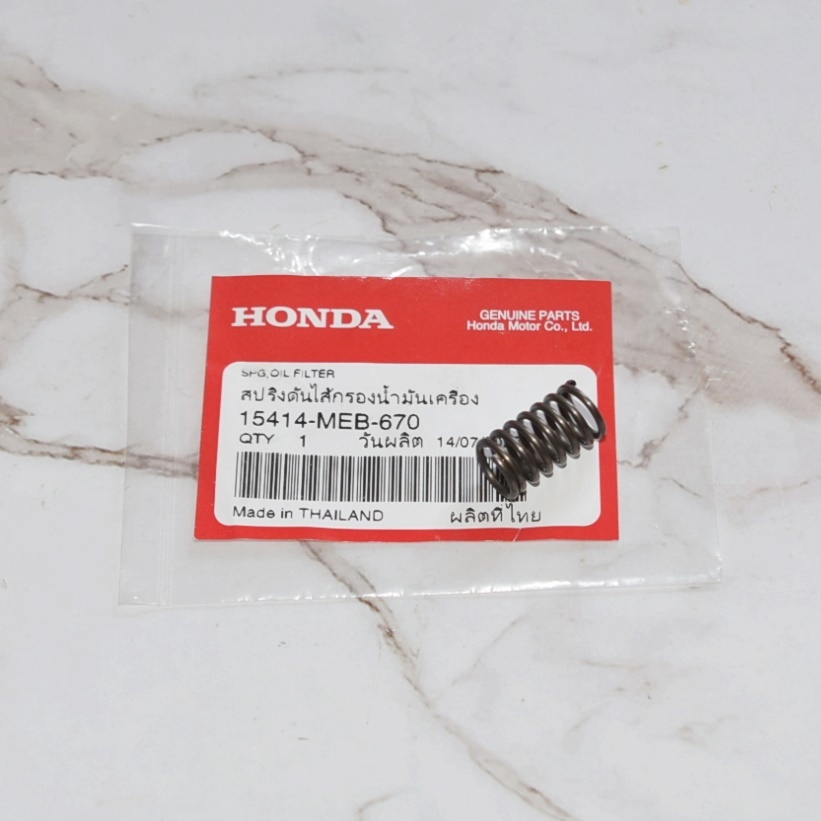 HONDA
GENUINE PARTS
Honda Motor Co., Ltd.
SPG,OIL FILTER
สปริงดันไส้กรองน้ำมันเครื่อง
15414-MEB-670
QTY 1 วันผลิต 14/07
Made in THAILAND ผลิตที่ไทย